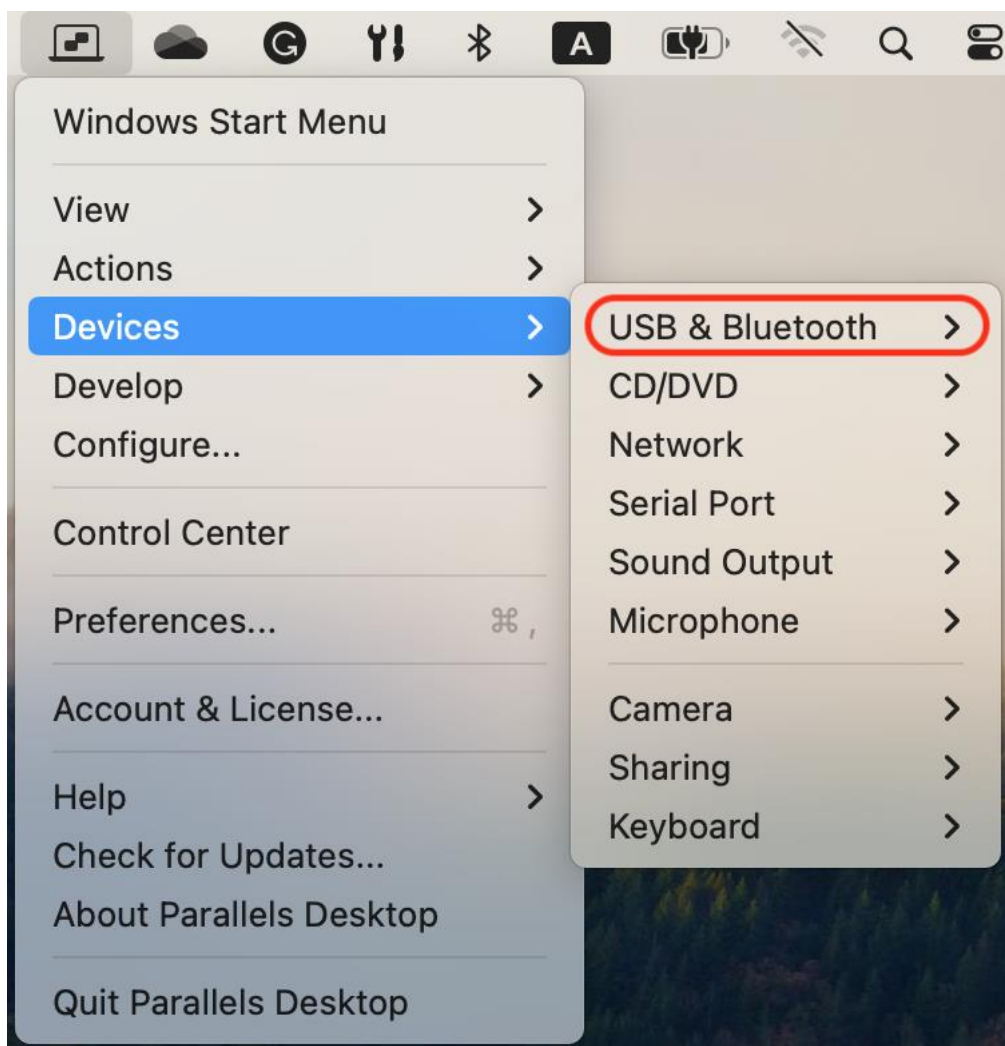 G
A
Windows Start Menu
View
Actions
Devices
Develop
Configure...
Control Center
Preferences... ⌘ ,
Account & License...
Help
Check for Updates...
About Parallels Desktop
Quit Parallels Desktop
USB & Bluetooth
CD/DVD
Network
Serial Port
Sound Output
Microphone
Camera
Sharing
Keyboard